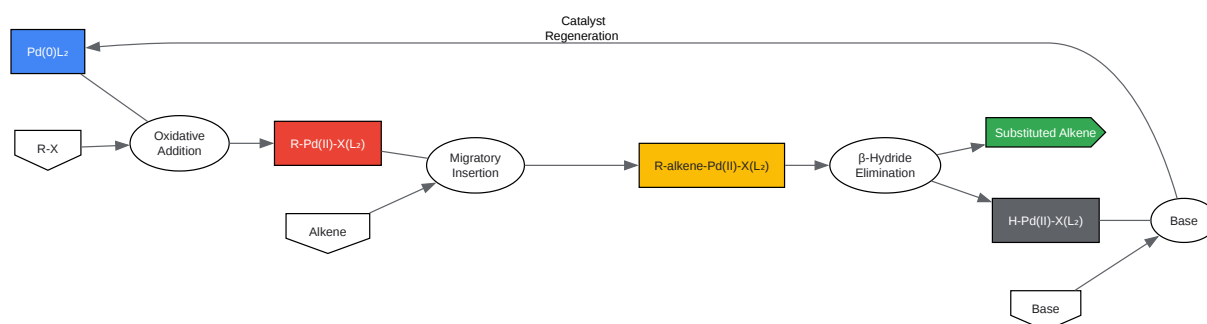 Catalyst
Regeneration
Pd(0)L₂
R-X
Oxidative
Addition
R-Pd(II)-X(L₂)
Alkene
Migratory
Insertion
R-alkene-Pd(II)-X(L₂)
β-Hydride
Elimination
Substituted Alkene
H-Pd(II)-X(L₂)
Base
Base